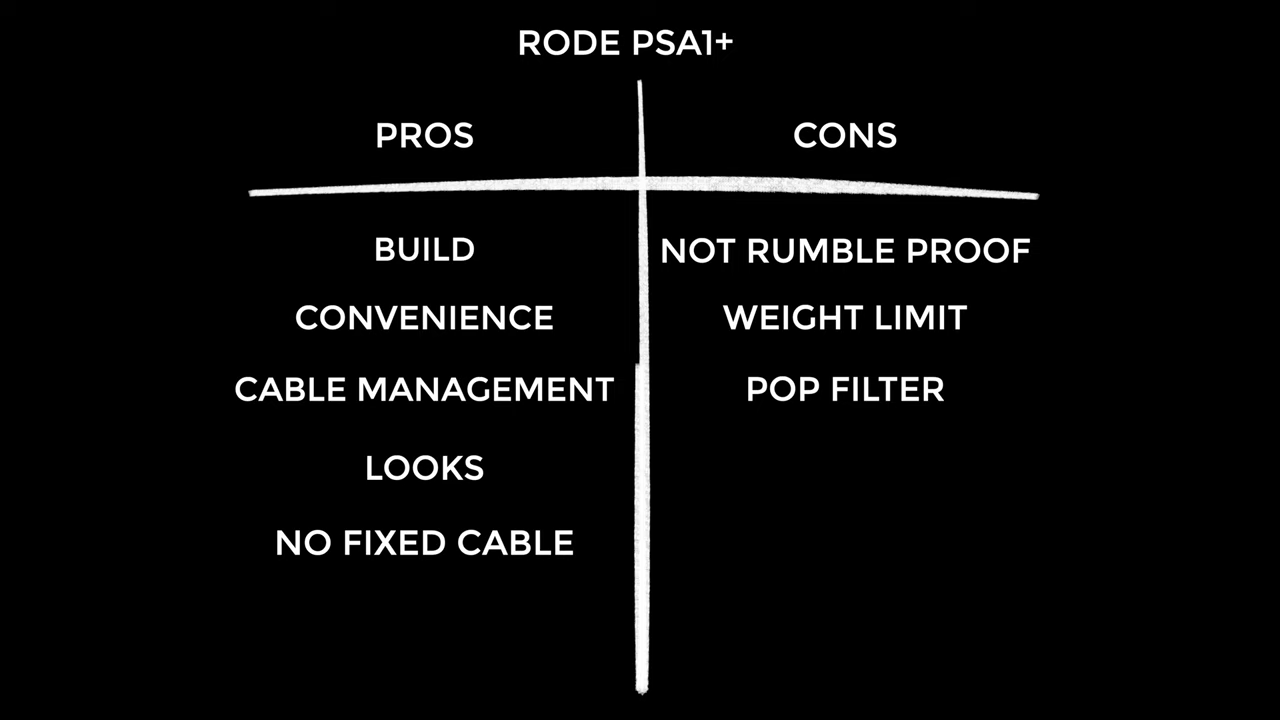 RODE PSA1+
PROS
CONS
BUILD
NOT RUMBLE PROOF
CONVENIENCE
WEIGHT LIMIT
CABLE MANAGEMENT
POP FILTER
LOOKS
NO FIXED CABLE